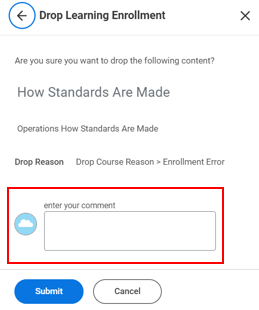 Drop Learning Enrollment
Are you sure you want to drop the following content?
How Standards Are Made
Operations How Standards Are Made
Drop Reason Drop Course Reason > Enrollment Error
enter your comment
Submit Cancel